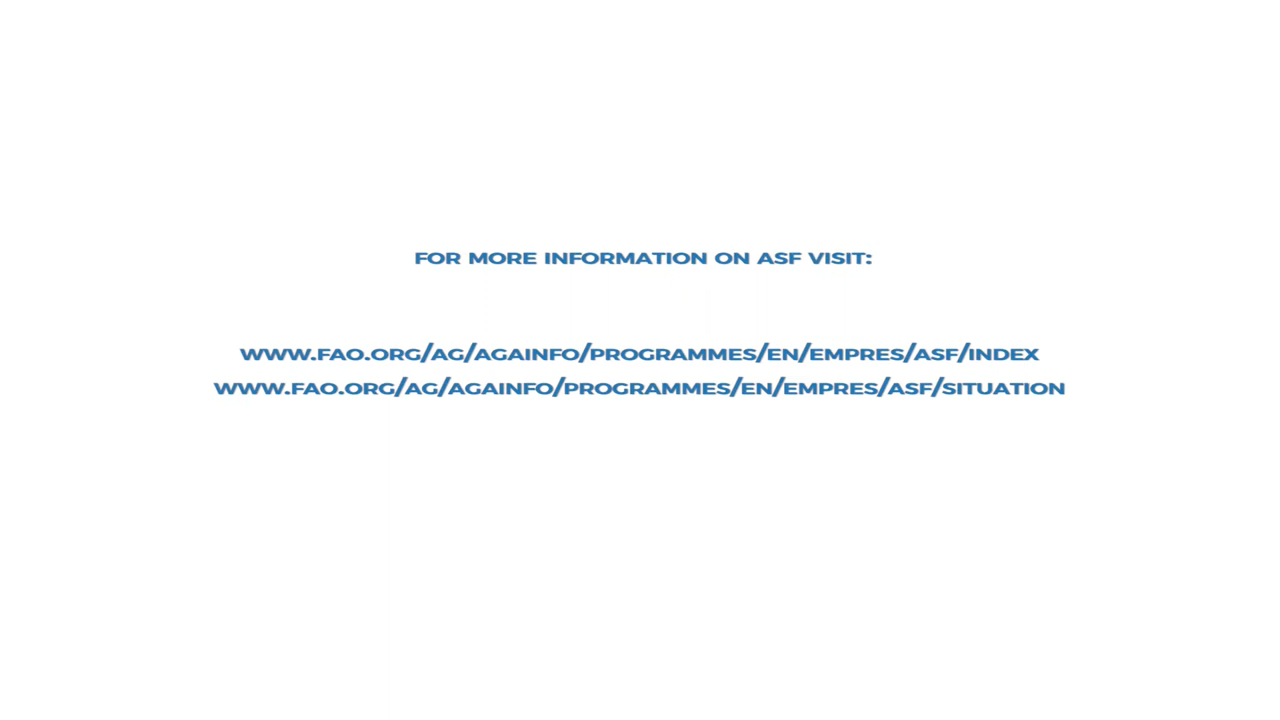 FOR MORE INFORMATION ON ASF VISIT:
WWW.FAO.ORG/AG/AGAINFO/PROGRAMMES/EN/EMPRES/ASF/INDEX
WWW.FAO.ORG/AG/AGAINFO/PROGRAMMES/EN/EMPRES/ASF/SITUATION